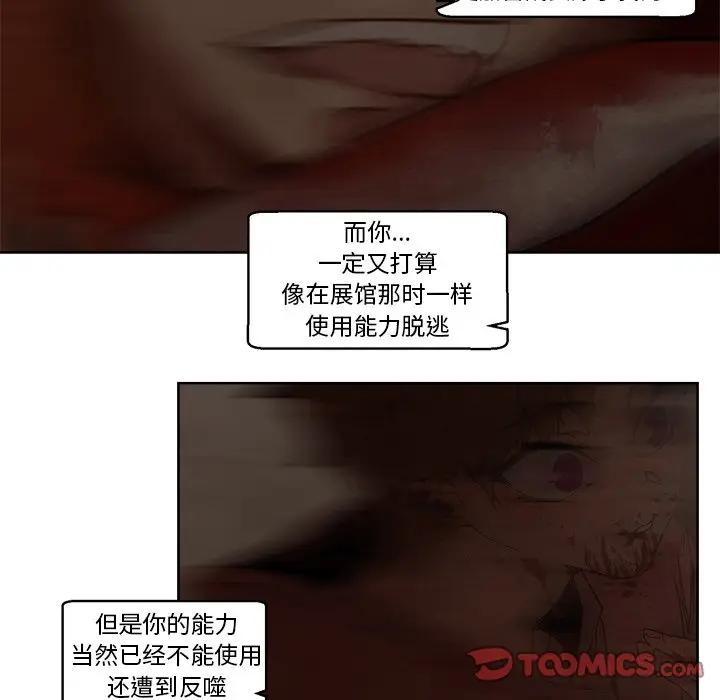 而你...
一定又打算
像在展馆那时一样
使用能力脱逃
但是你的能力
当然已经不能使用
还遭到反噬
TOOMICS.COM